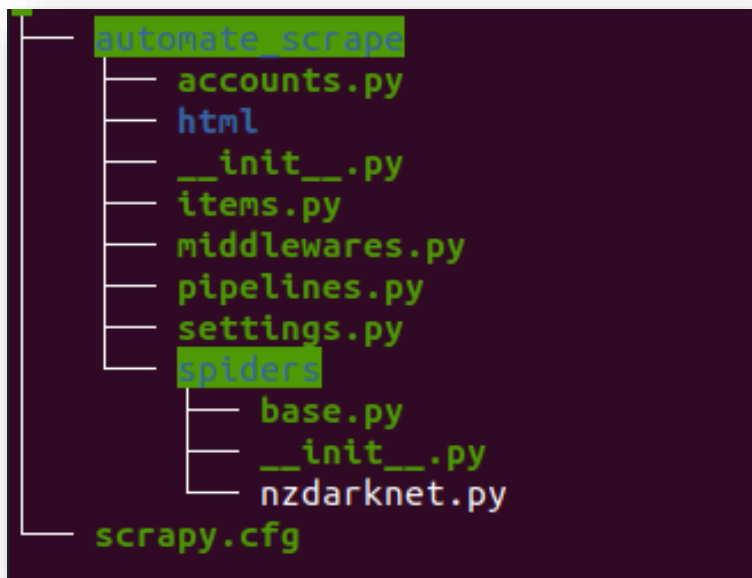 automate_scrape
accounts.py
html
__init__.py
items.py
middlewares.py
pipelines.py
settings.py
spiders
base.py
__init__.py
nzdarknet.py
scrapy.cfg